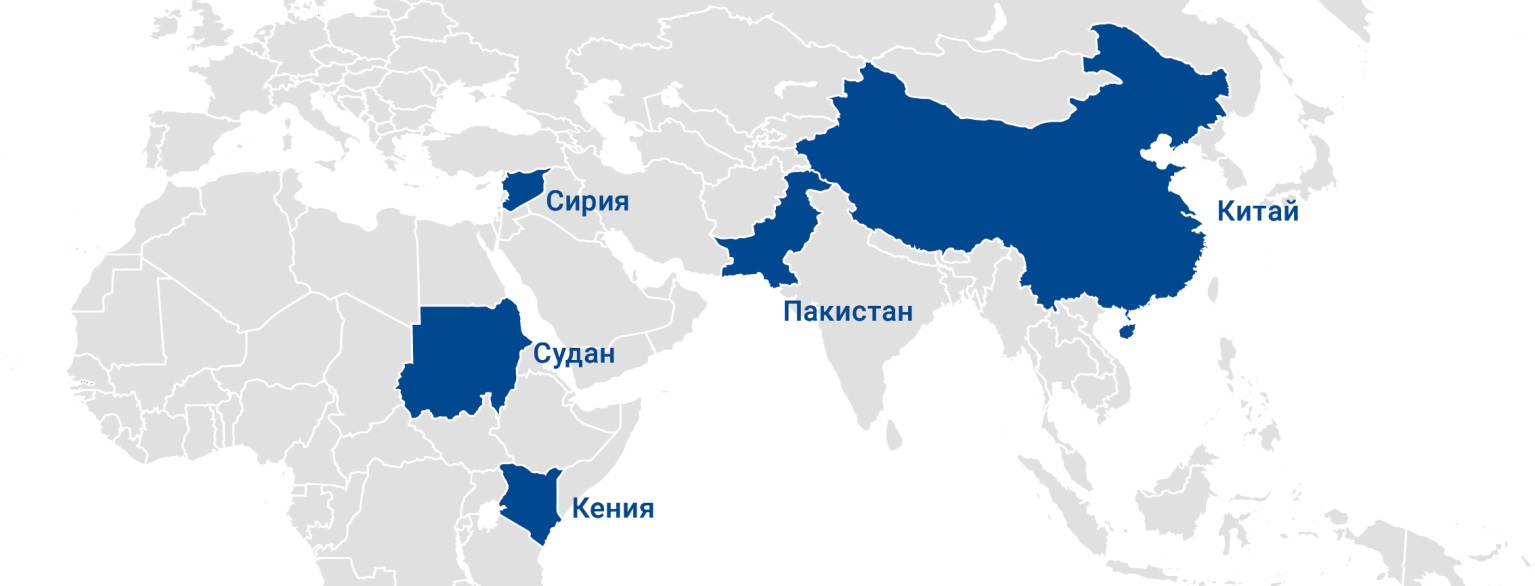 Сирия
Китай
Пакистан
Судан
Кения